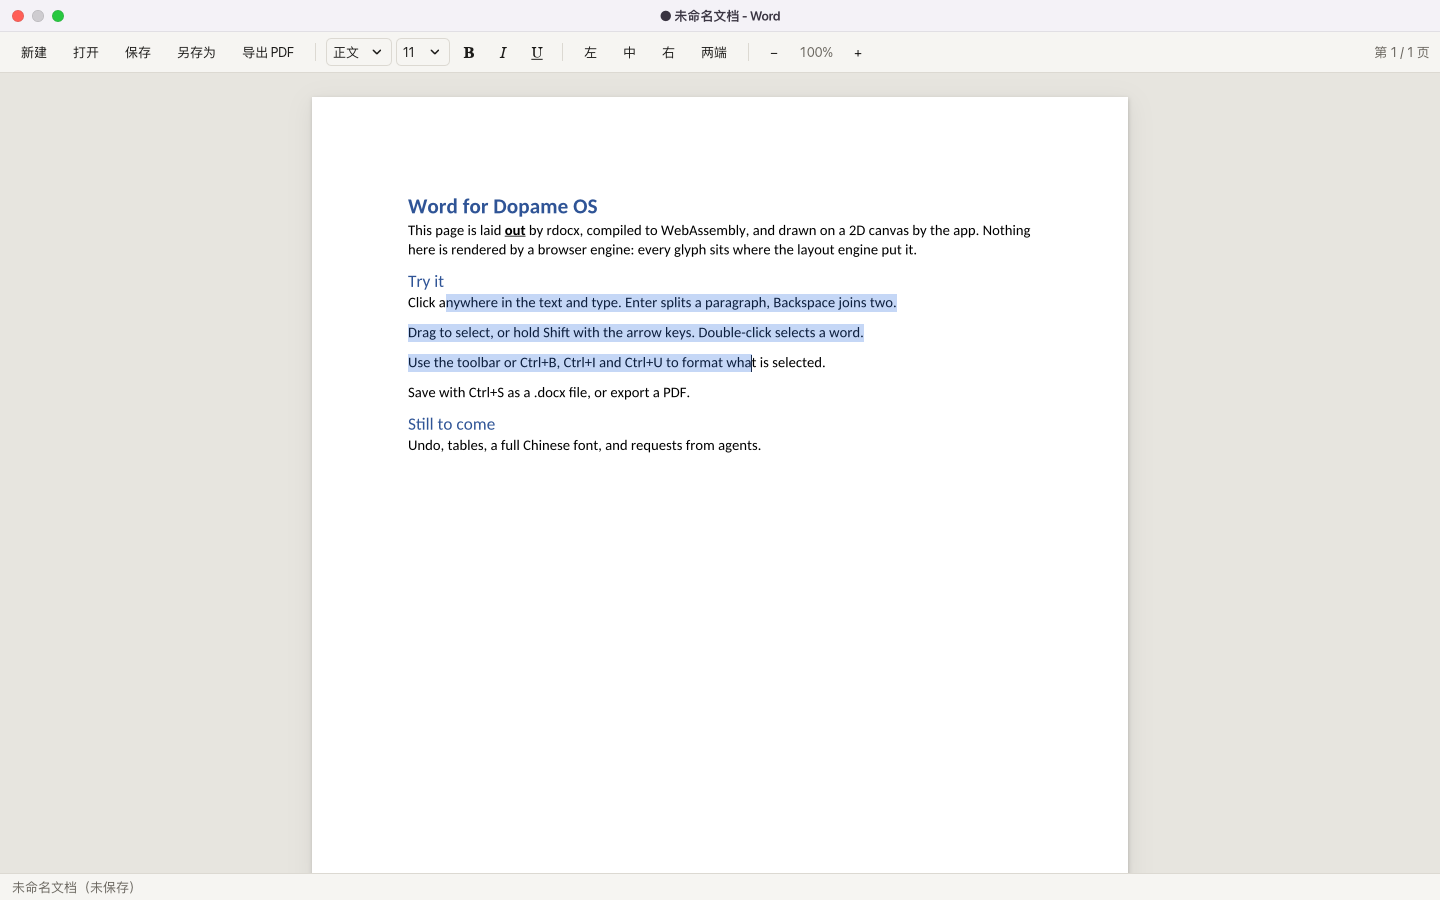 ● 未命名文档 - Word
新建 打开 保存 另存为 导出 PDF 正文 11 B I U 左 中 右 两端 − 100% + 第 1 / 1 页
Word for Dopame OS
This page is laid out by rdocx, compiled to WebAssembly, and drawn on a 2D canvas by the app. Nothing
here is rendered by a browser engine: every glyph sits where the layout engine put it.
Try it
Click anywhere in the text and type. Enter splits a paragraph, Backspace joins two.
Drag to select, or hold Shift with the arrow keys. Double-click selects a word.
Use the toolbar or Ctrl+B, Ctrl+I and Ctrl+U to format what is selected.
Save with Ctrl+S as a .docx file, or export a PDF.
Still to come
Undo, tables, a full Chinese font, and requests from agents.
未命名文档（未保存）